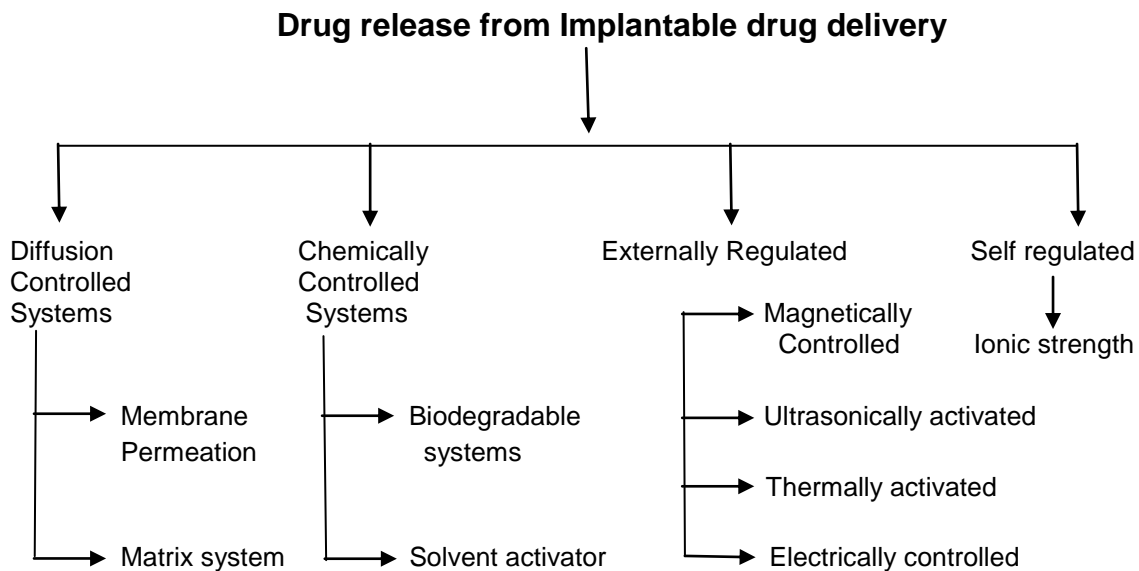 Drug release from Implantable drug delivery
Diffusion
Controlled
Systems
Membrane
Permeation
Matrix system
Chemically
Controlled
Systems
Biodegradable
systems
Solvent activator
Externally Regulated
Magnetically
Controlled
Ultrasonically activated
Thermally activated
Electrically controlled
Self regulated
Ionic strength